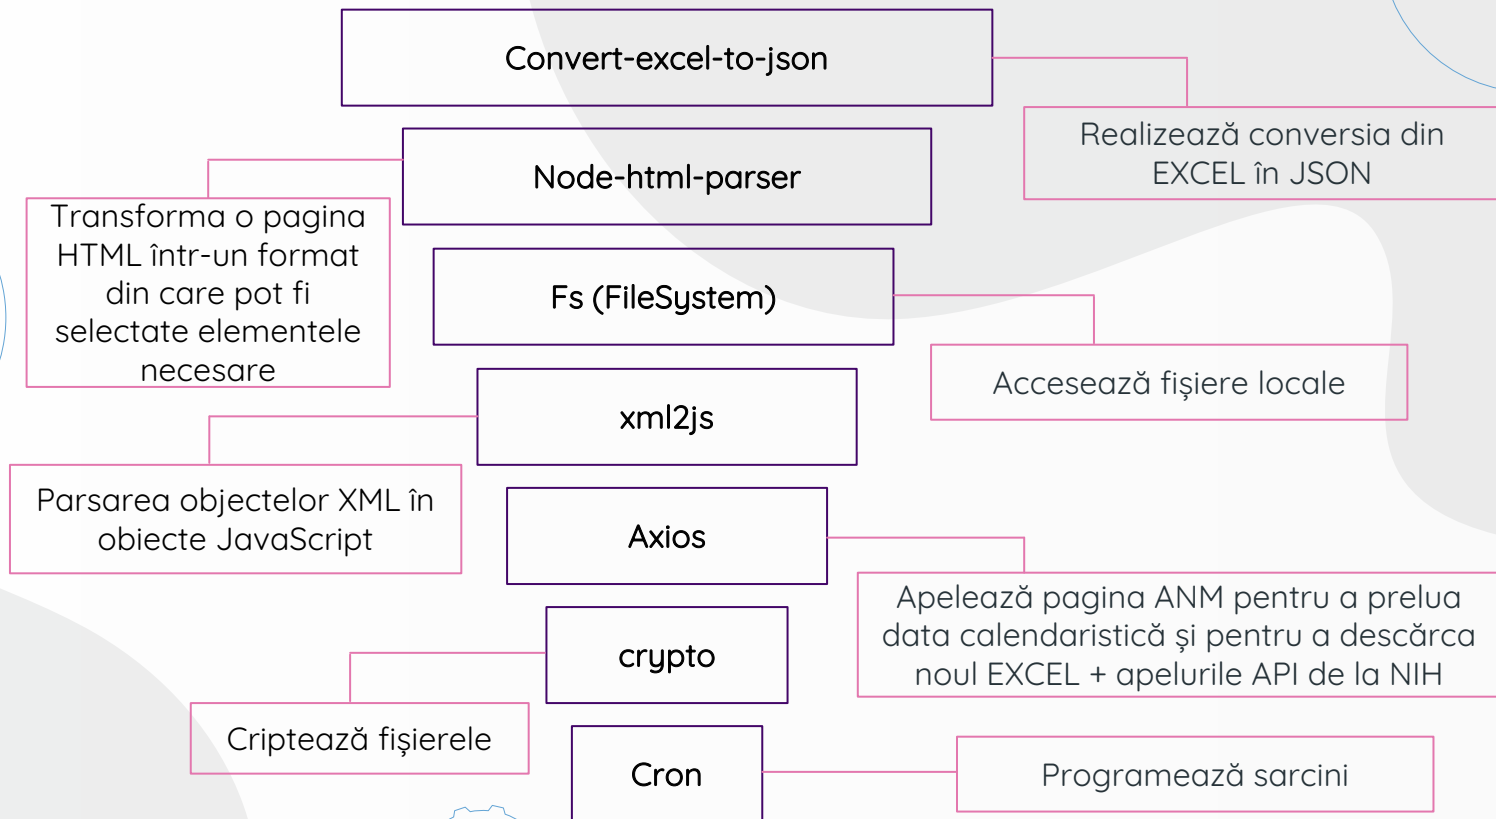 Convert-excel-to-json
Realizează conversia din
EXCEL în JSON
Node-html-parser
Transforma o pagina
HTML într-un format
din care pot fi
selectate elementele
necesare
Fs (FileSystem)
Accesează fișiere locale
xml2js
Parsarea objectelor XML în
obiecte JavaScript
Axios
Apelează pagina ANM pentru a prelua
data calendaristică și pentru a descărca
noul EXCEL + apelurile API de la NIH
crypto
Criptează fișierele
Cron
Programează sarcini